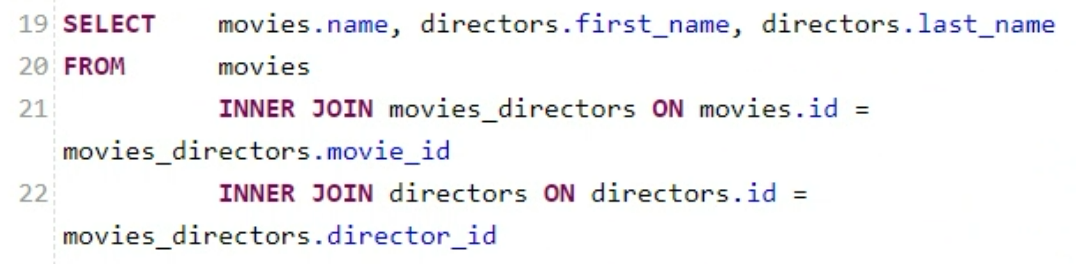 19 SELECT movies.name, directors.first_name, directors.last_name
20 FROM movies
21 INNER JOIN movies_directors ON movies.id =
movies_directors.movie_id
22 INNER JOIN directors ON directors.id =
movies_directors.director_id